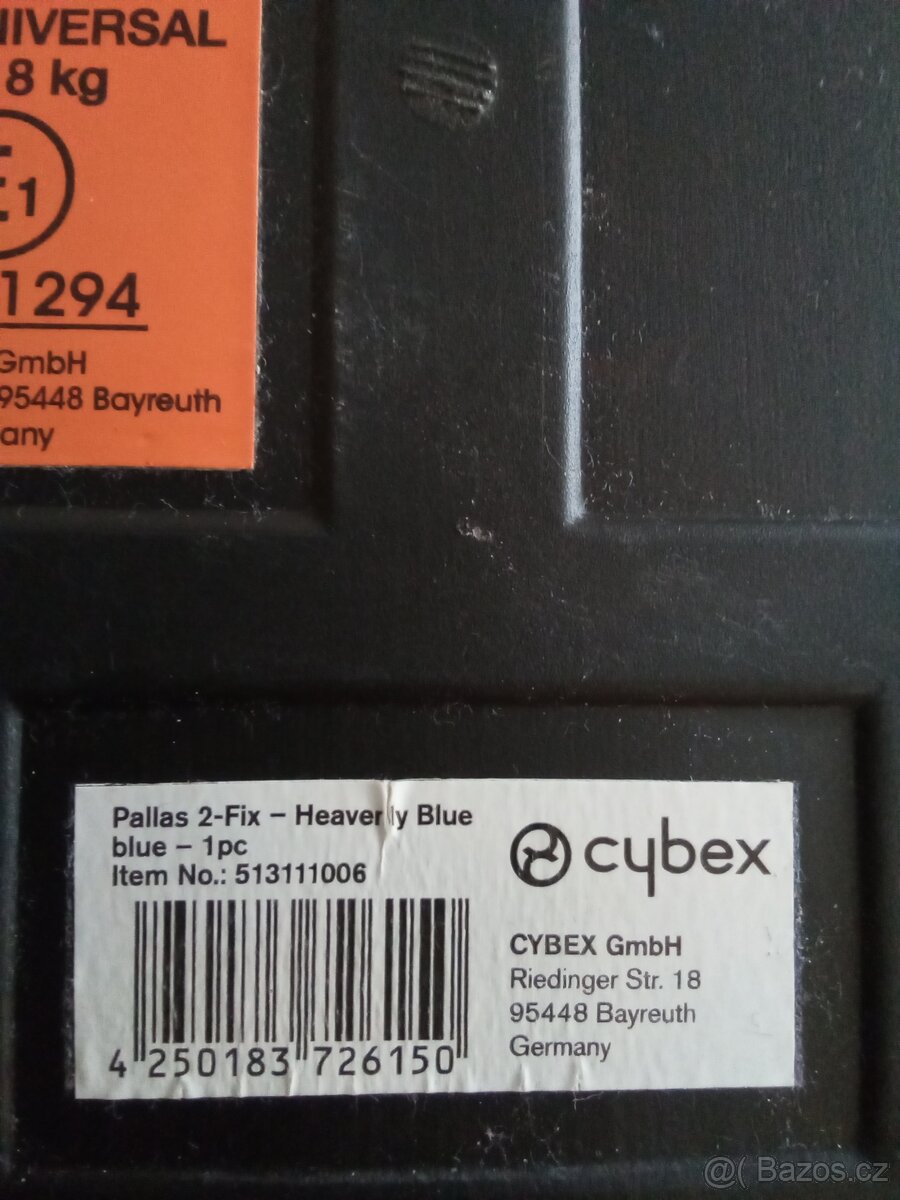 NIVERSAL
8 kg
E1
1294
GmbH
95448 Bayreuth
any
Pallas 2-Fix – Heavenly Blue
blue – 1pc
Item No.: 513111006
cybex
CYBEX GmbH
Riedinger Str. 18
95448 Bayreuth
Germany
4 250183 726150
@( Bazos.cz